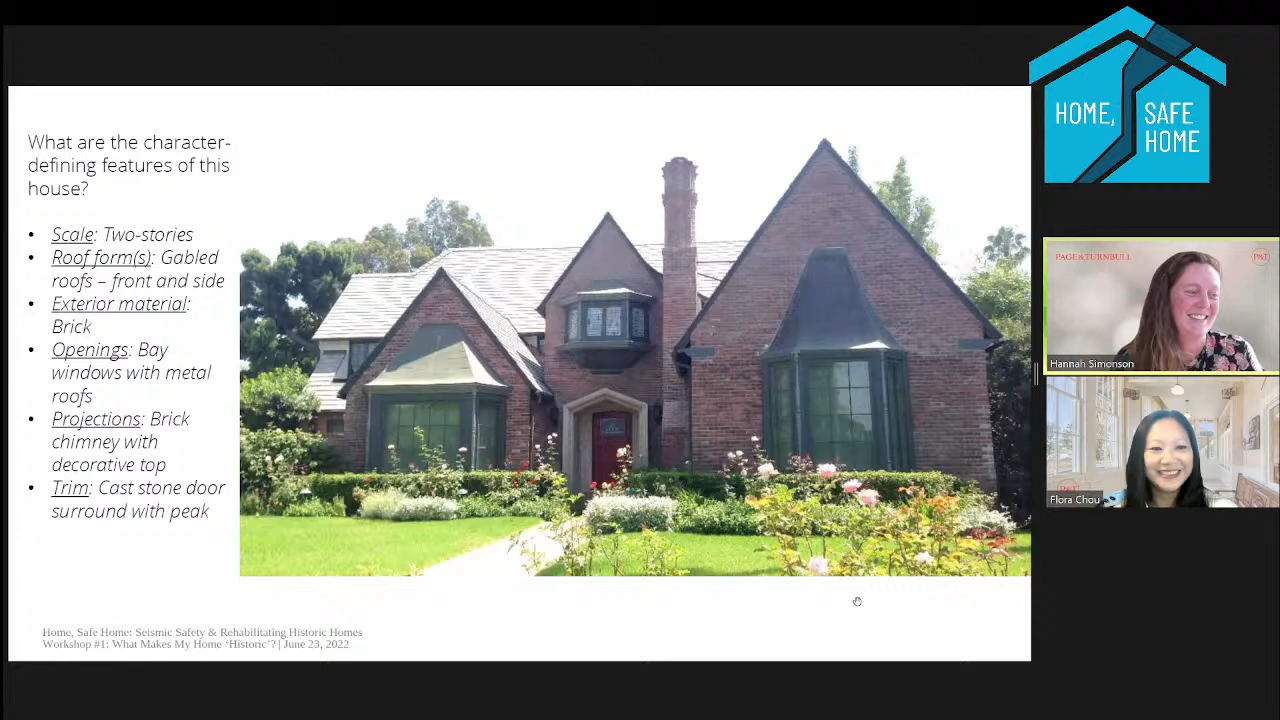 What are the character-
defining features of this
house?
• Scale: Two-stories
• Roof form(s): Gabled
roofs – front and side
• Exterior material:
Brick
• Openings: Bay
windows with metal
roofs
• Projections: Brick
chimney with
decorative top
• Trim: Cast stone door
surround with peak
Home, Safe Home: Seismic Safety & Rehabilitating Historic Homes
Workshop #1: What Makes My Home ‘Historic’? | June 23, 2022
HOME, SAFE
HOME
PAGE & TURNBULL
P&T
Hannah Simonson
P&T
Flora Chou